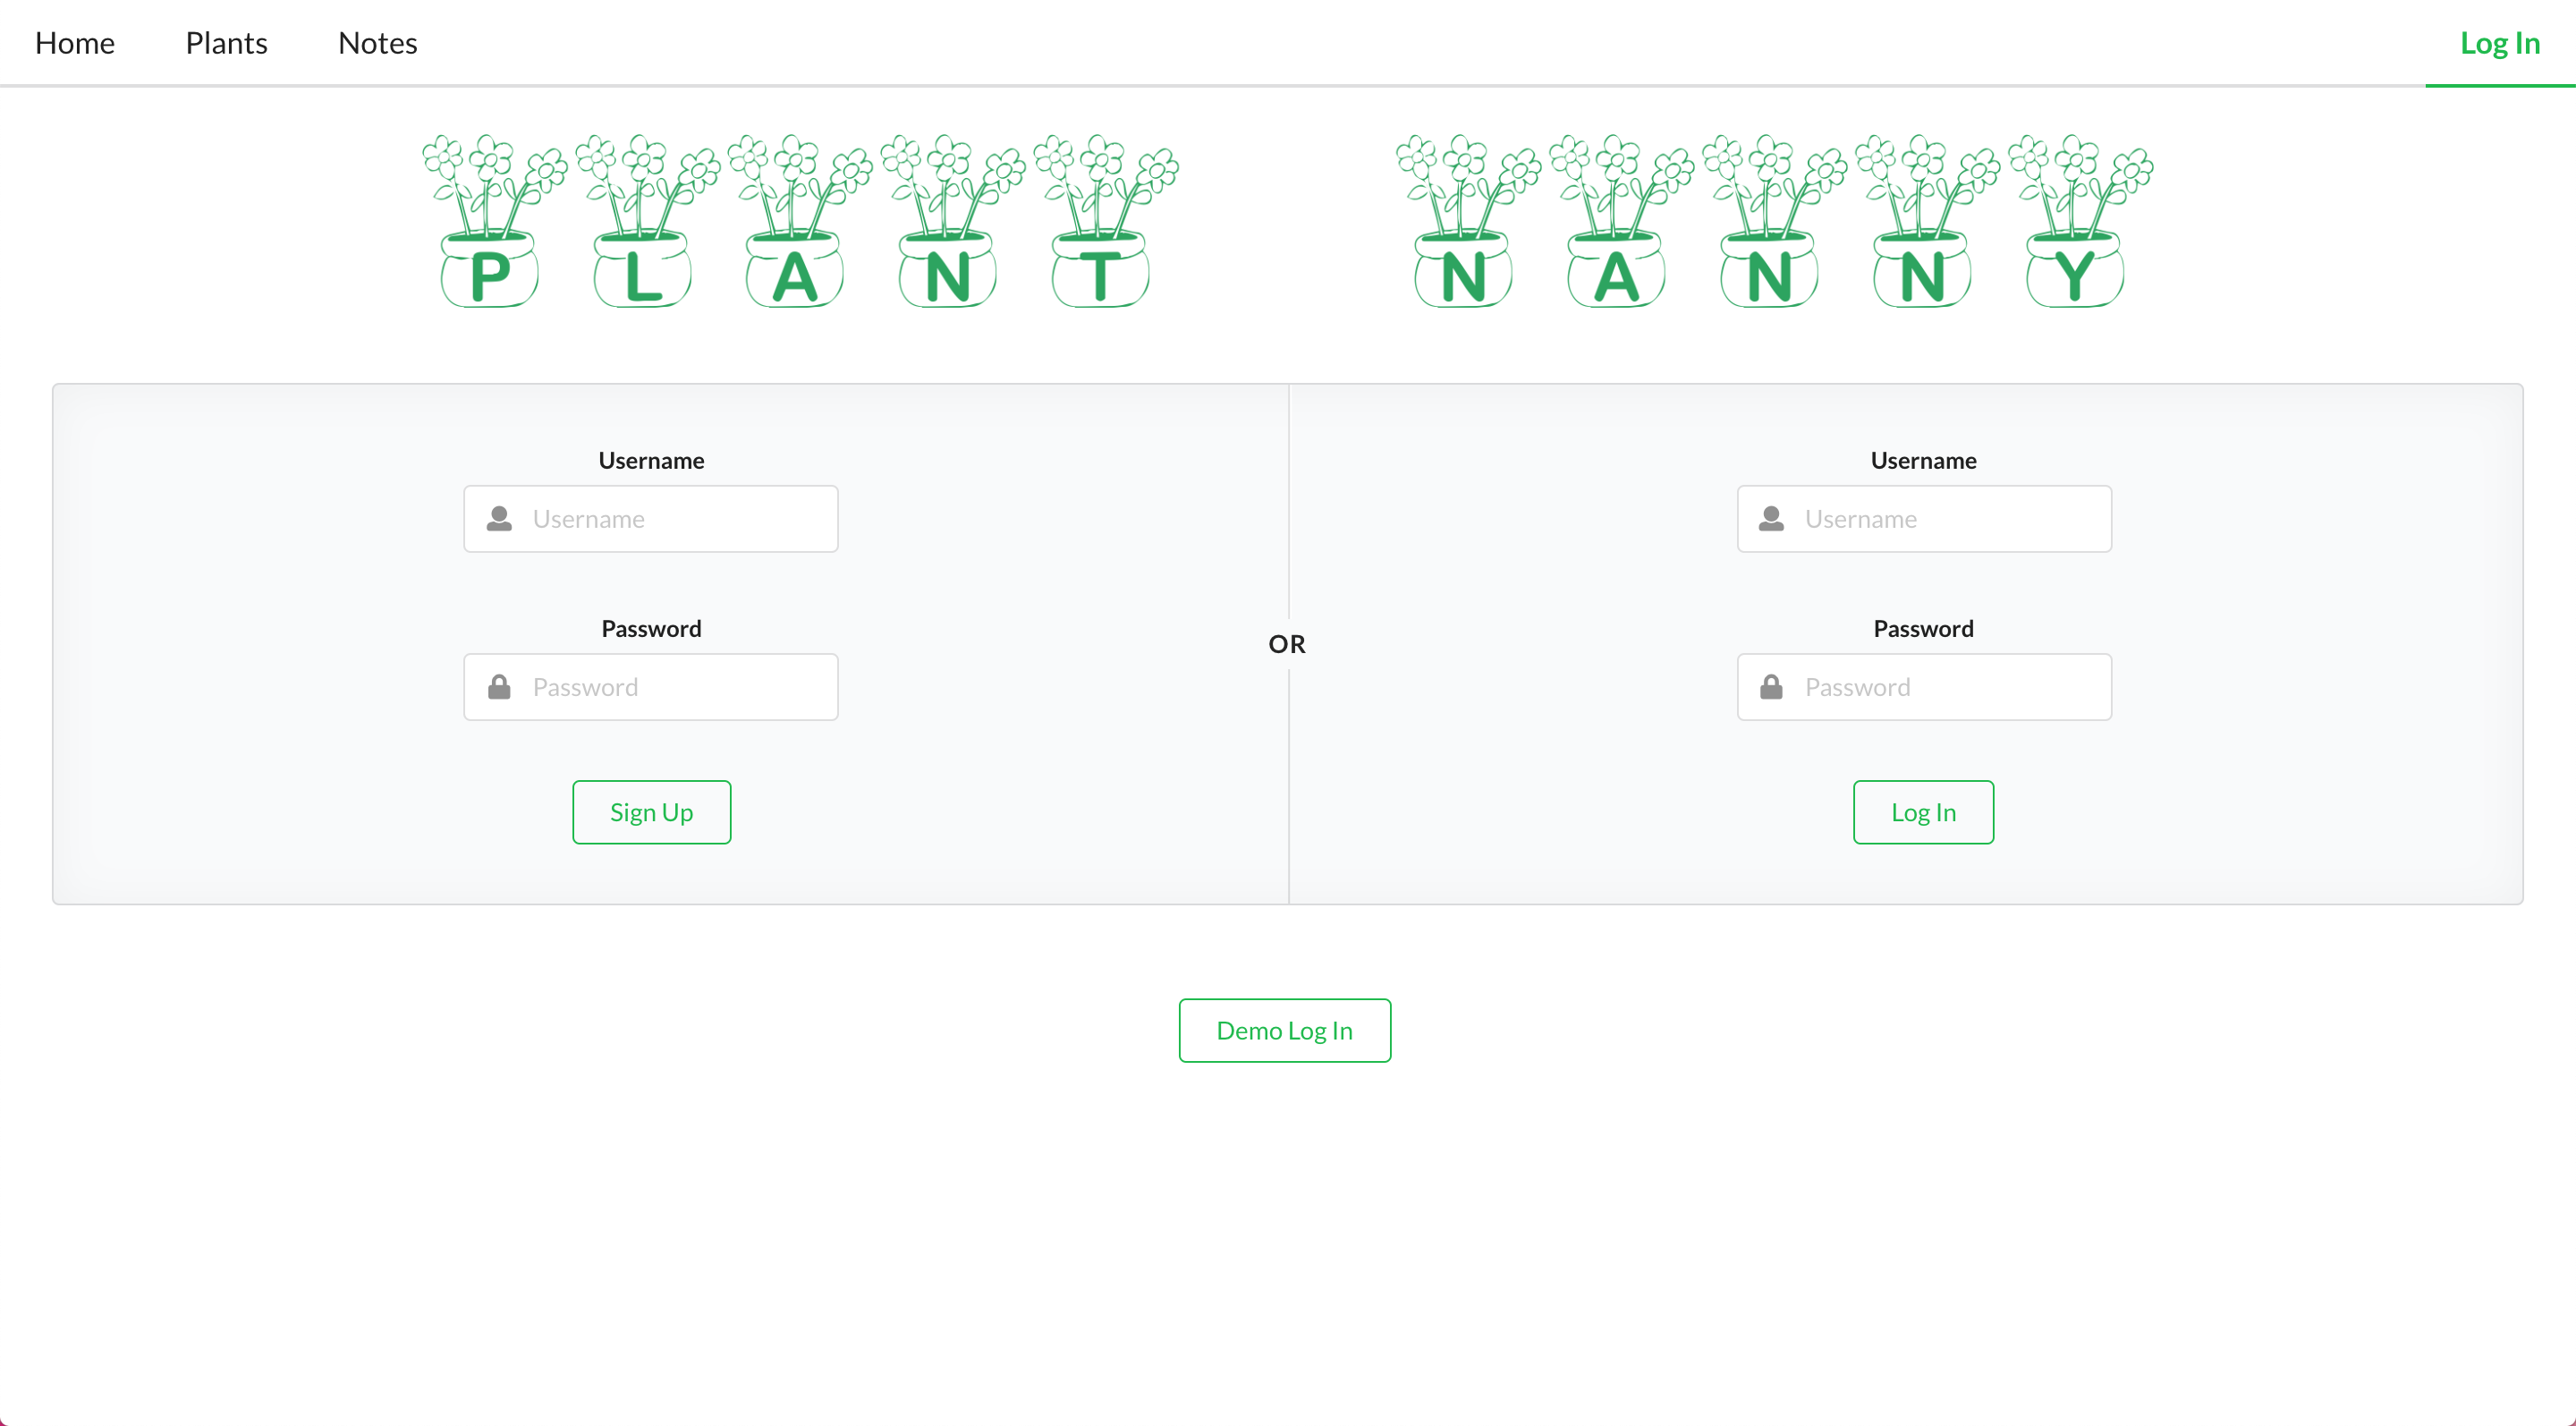 Home Plants Notes Log In
PLANT NANNY
Username
Username
Password
Password
Sign Up
OR
Username
Username
Password
Password
Log In
Demo Log In